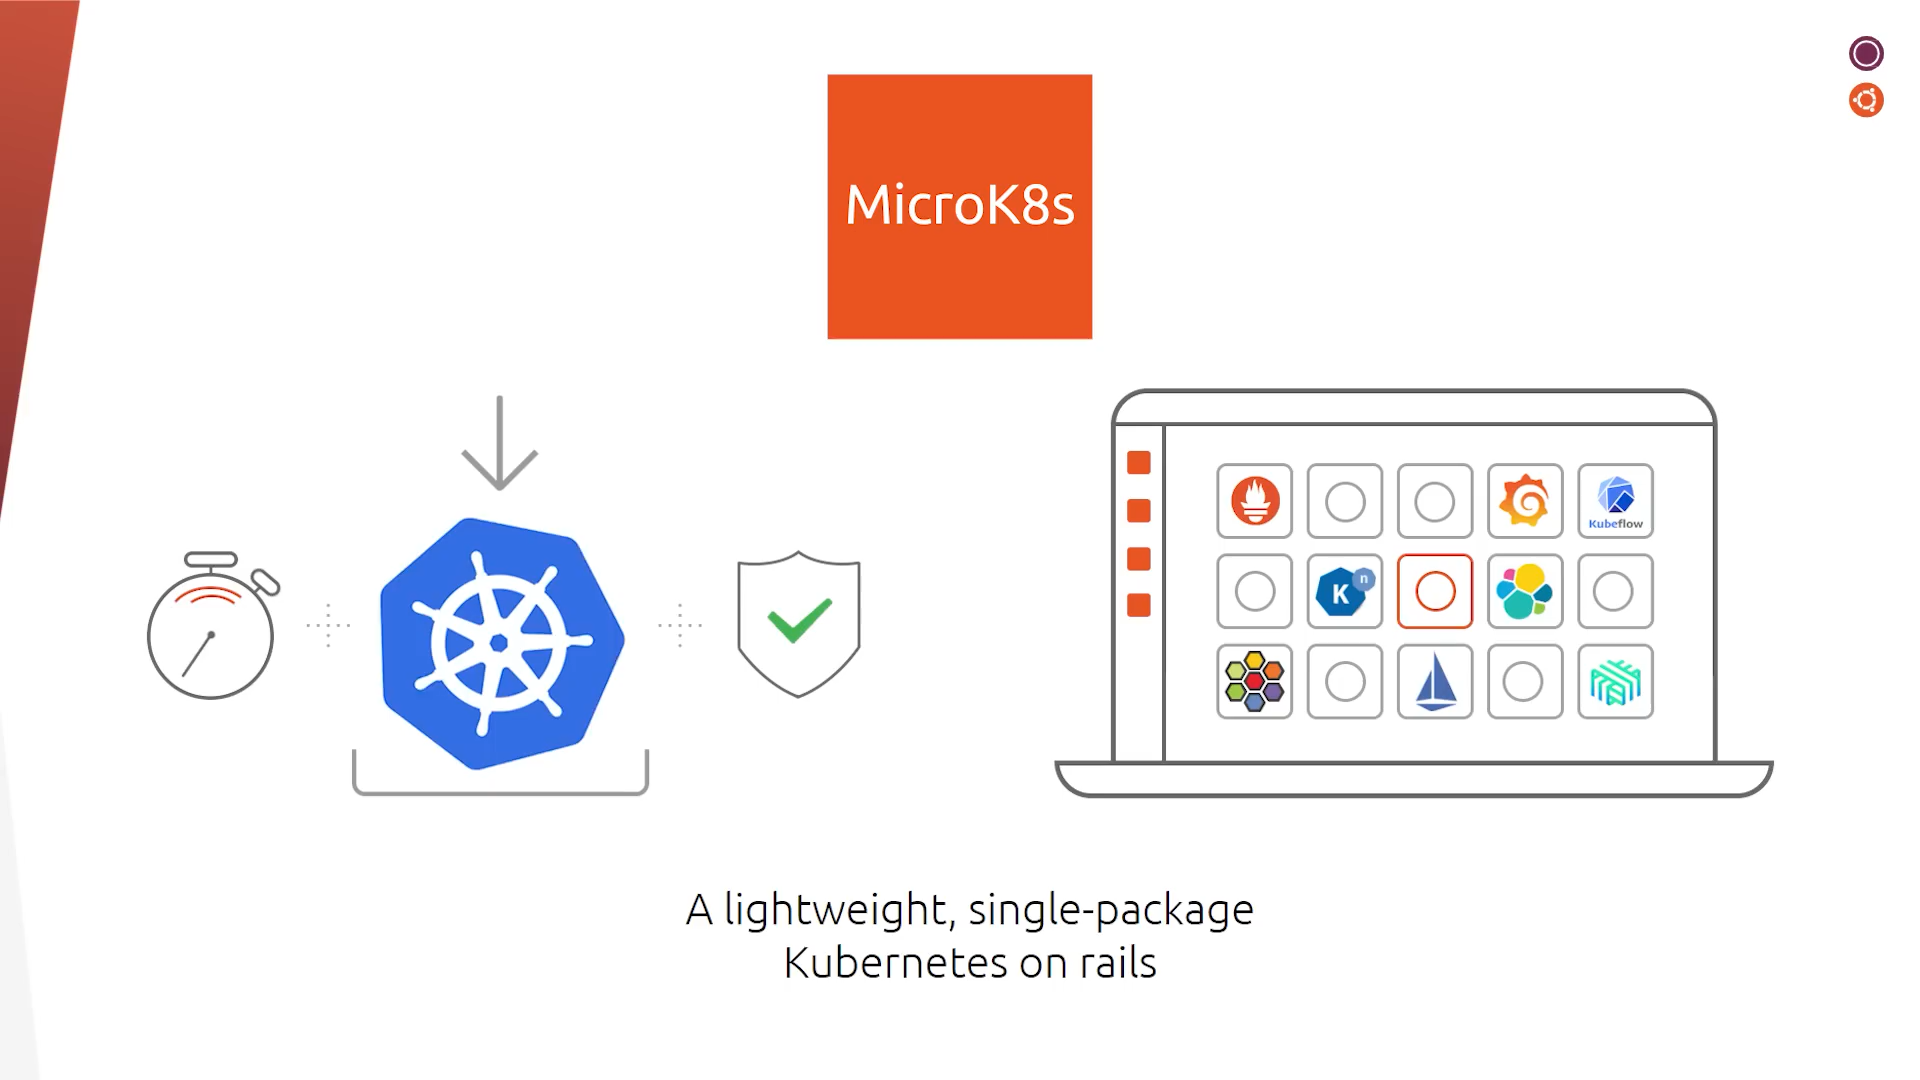 MicroK8s
Kubeflow
K n
A lightweight, single-package
Kubernetes on rails